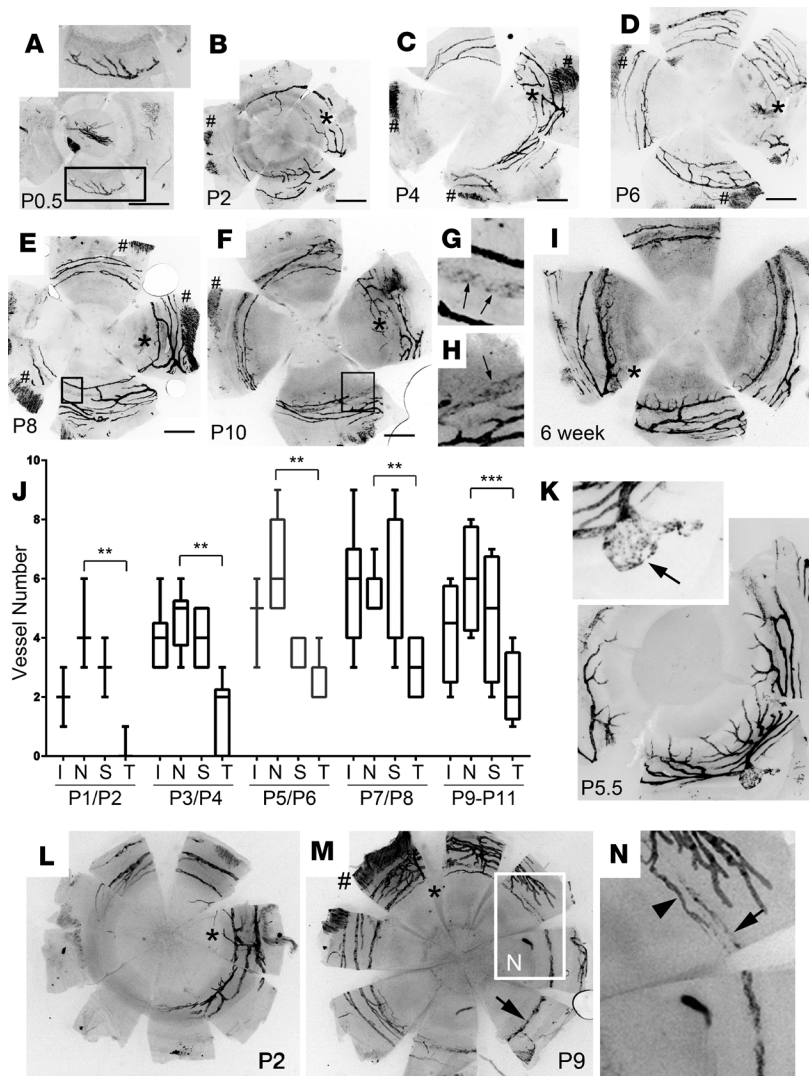 A
P0.5
B
#
*
P2
C
#
*
#
P4
D
#
*
#
P6
E
#
#
*
#
P8
F
#
*
P10
G
H
I
*
6 week
J
Vessel Number
10
8
6
4
2
0
**
**
**
**
***
I N S T I N S T I N S T I N S T I N S T
P1/P2 P3/P4 P5/P6 P7/P8 P9-P11
K
P5.5
L
*
P2
M
#
*
N
P9
N